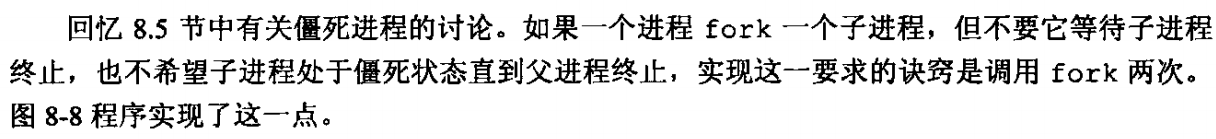 回忆 8.5 节中有关僵死进程的讨论。如果一个进程 fork 一个子进程，但不要它等待子进程
终止，也不希望子进程处于僵死状态直到父进程终止，实现这一要求的诀窍是调用 fork 两次。
图 8-8 程序实现了这一点。